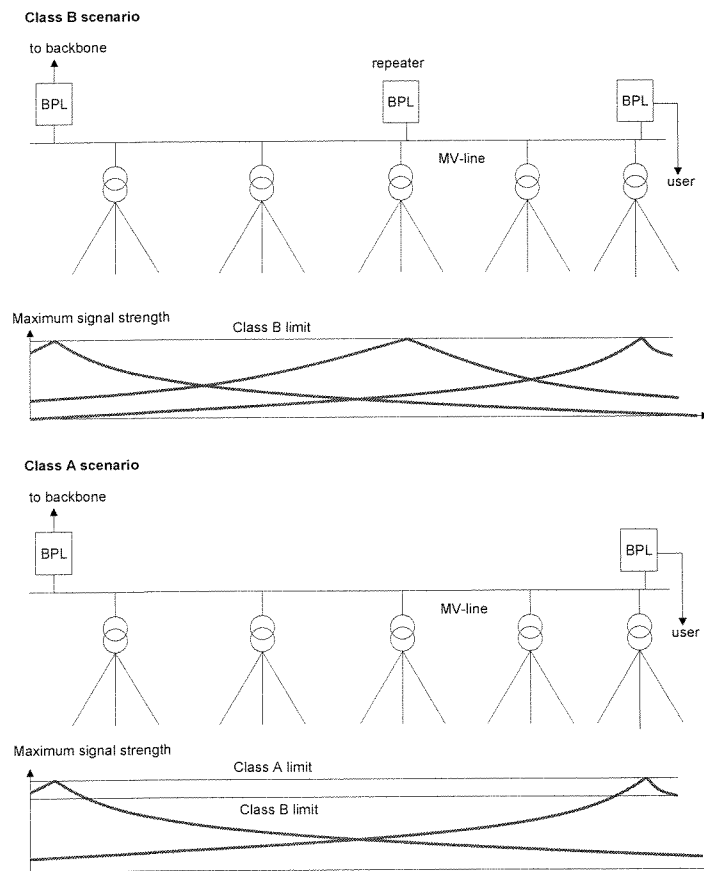 Class B scenario
to backbone
repeater
BPL
BPL
BPL
MV-line
user
Maximum signal strength
Class B limit
Class A scenario
to backbone
BPL
BPL
MV-line
user
Maximum signal strength
Class A limit
Class B limit